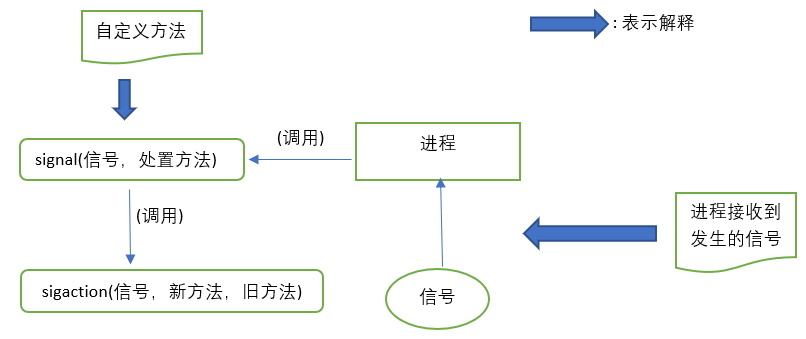 自定义方法
: 表示解释
(调用)
进程
signal(信号，处置方法)
(调用)
进程接收到
发生的信号
sigaction(信号，新方法，旧方法)
信号